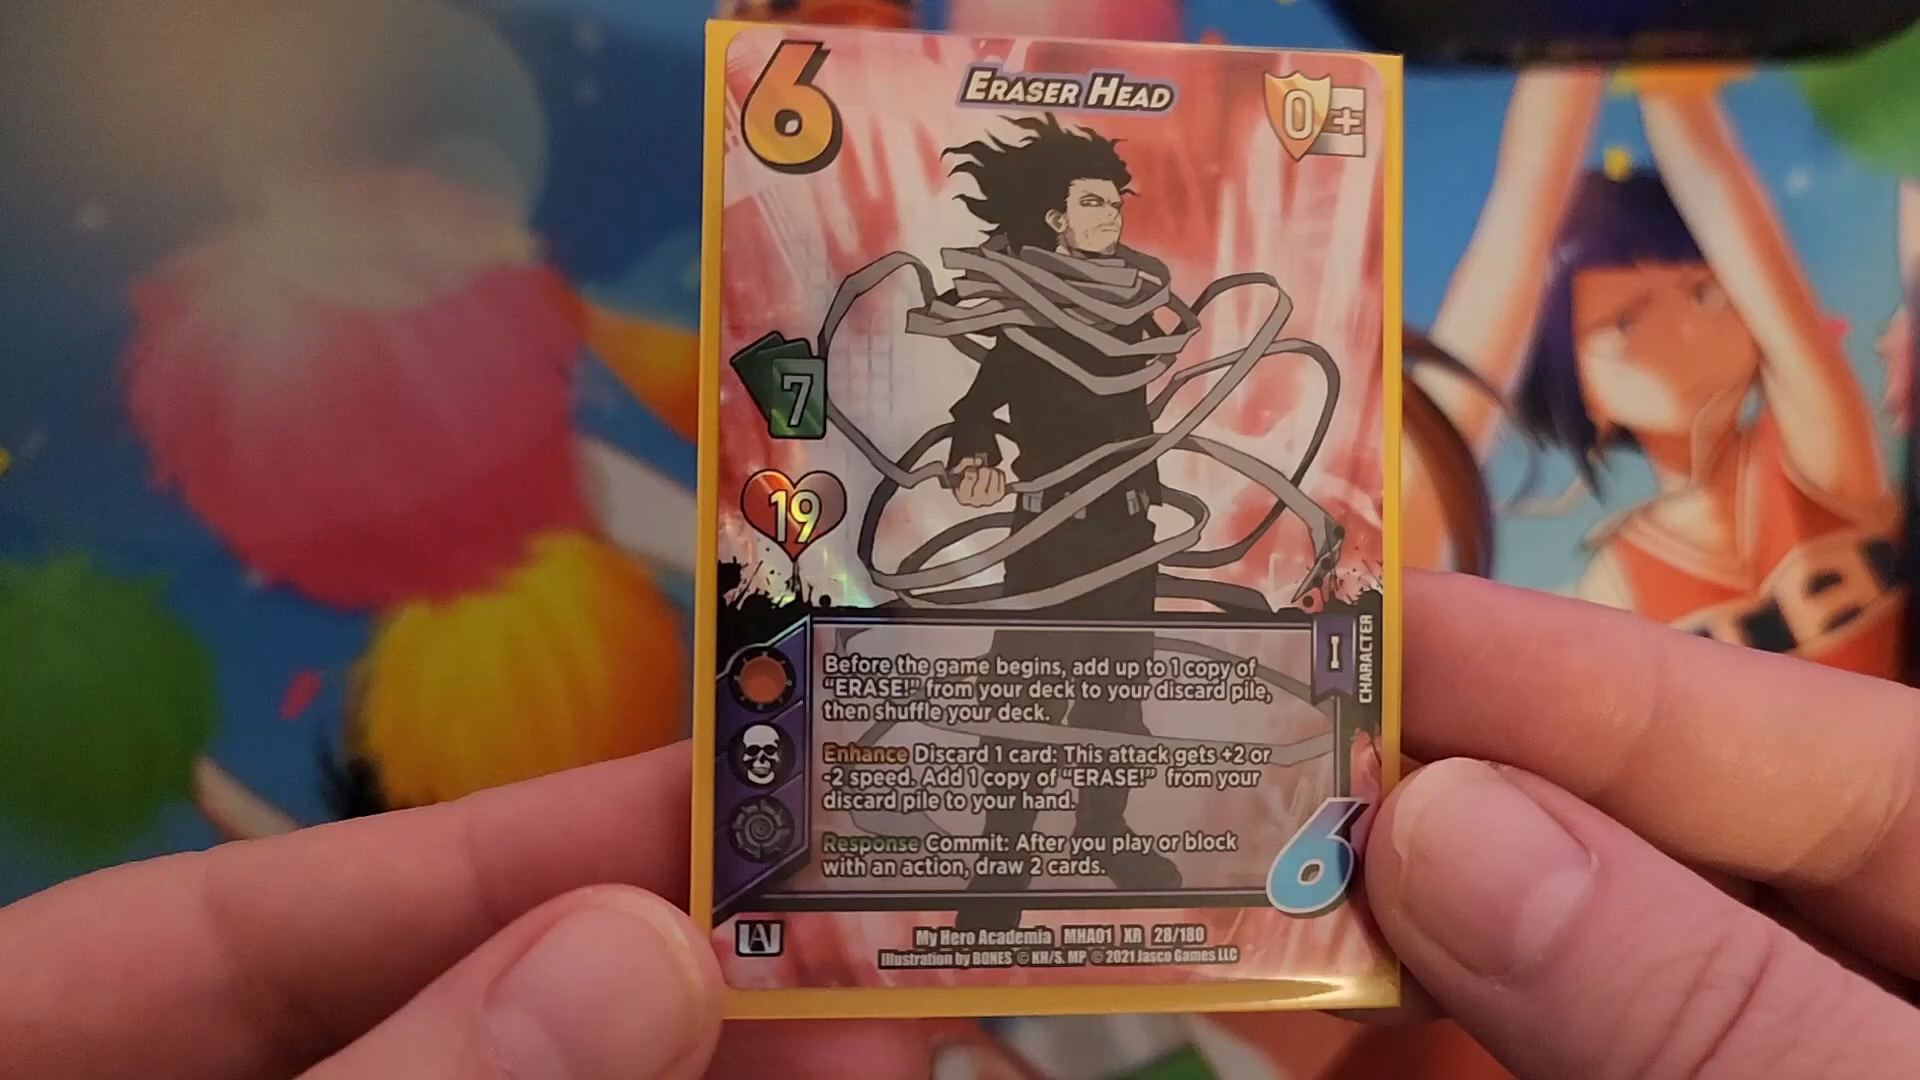 6
ERASER HEAD
0
+
7
19
I
CHARACTER
Before the game begins, add up to 1 copy of
“ERASE!” from your deck to your discard pile,
then shuffle your deck.
Enhance Discard 1 card: This attack gets +2 or
-2 speed. Add 1 copy of “ERASE!” from your
discard pile to your hand.
Response Commit: After you play or block
with an action, draw 2 cards.
6
UA
My Hero Academia MHA01 XR 28/180
Illustration by BONES © KH/S. MP © 2021 Jasco Games LLC